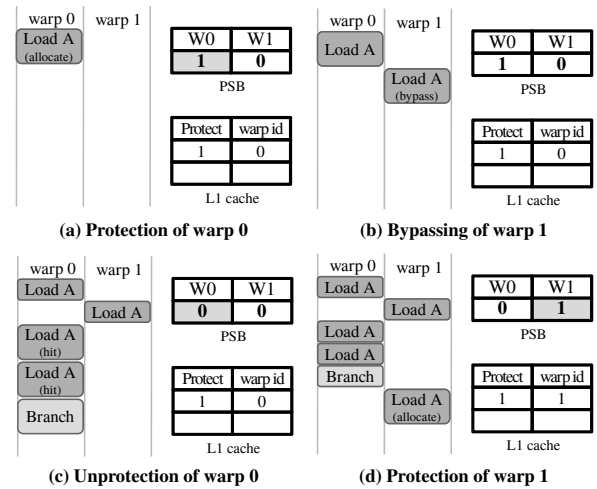 warp 0 warp 1
Load A
(allocate)
W0 W1
1 0
PSB
Protect warp id
1 0
L1 cache
(a) Protection of warp 0
warp 0 warp 1
Load A
Load A
(bypass)
W0 W1
1 0
PSB
Protect warp id
1 0
L1 cache
(b) Bypassing of warp 1
warp 0 warp 1
Load A
Load A
Load A
(hit)
Load A
(hit)
Branch
W0 W1
0 0
PSB
Protect warp id
1 0
L1 cache
(c) Unprotection of warp 0
warp 0 warp 1
Load A
Load A
Load A
Load A
Branch
Load A
(allocate)
W0 W1
0 1
PSB
Protect warp id
1 1
L1 cache
(d) Protection of warp 1